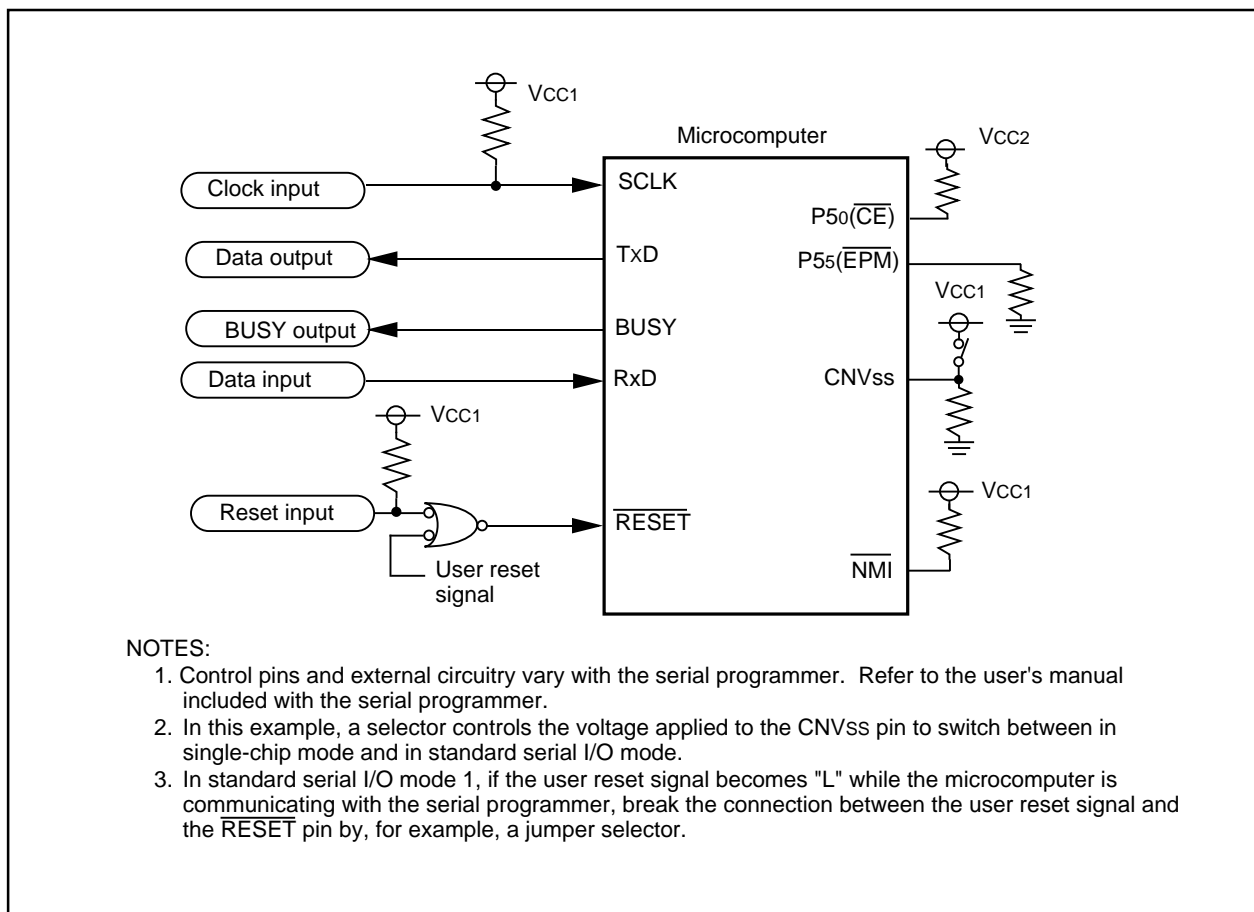 VCC1
Microcomputer
VCC2
Clock input
SCLK
P50(CE)
Data output
TxD
P55(EPM)
VCC1
BUSY output
BUSY
Data input
RxD
CNVss
VCC1
VCC1
Reset input
RESET
User reset
signal
NMI
NOTES:
1. Control pins and external circuitry vary with the serial programmer. Refer to the user's manual
included with the serial programmer.
2. In this example, a selector controls the voltage applied to the CNVSS pin to switch between in
single-chip mode and in standard serial I/O mode.
3. In standard serial I/O mode 1, if the user reset signal becomes "L" while the microcomputer is
communicating with the serial programmer, break the connection between the user reset signal and
the RESET pin by, for example, a jumper selector.